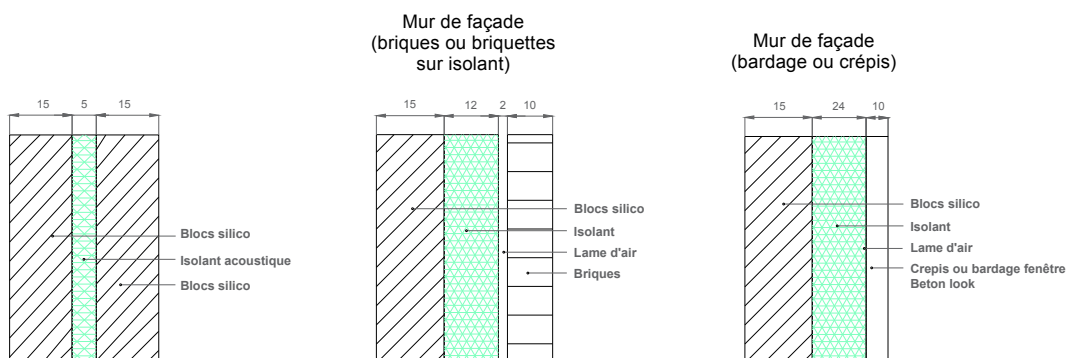 15 5 15
Blocs silico
Isolant acoustique
Blocs silico
Mur de façade
(briques ou briquettes
sur isolant)
15 12 2 10
Blocs silico
Isolant
Lame d'air
Briques
Mur de façade
(bardage ou crépis)
15 24 10
Blocs silico
Isolant
Lame d'air
Crepis ou bardage fenêtre
Beton look